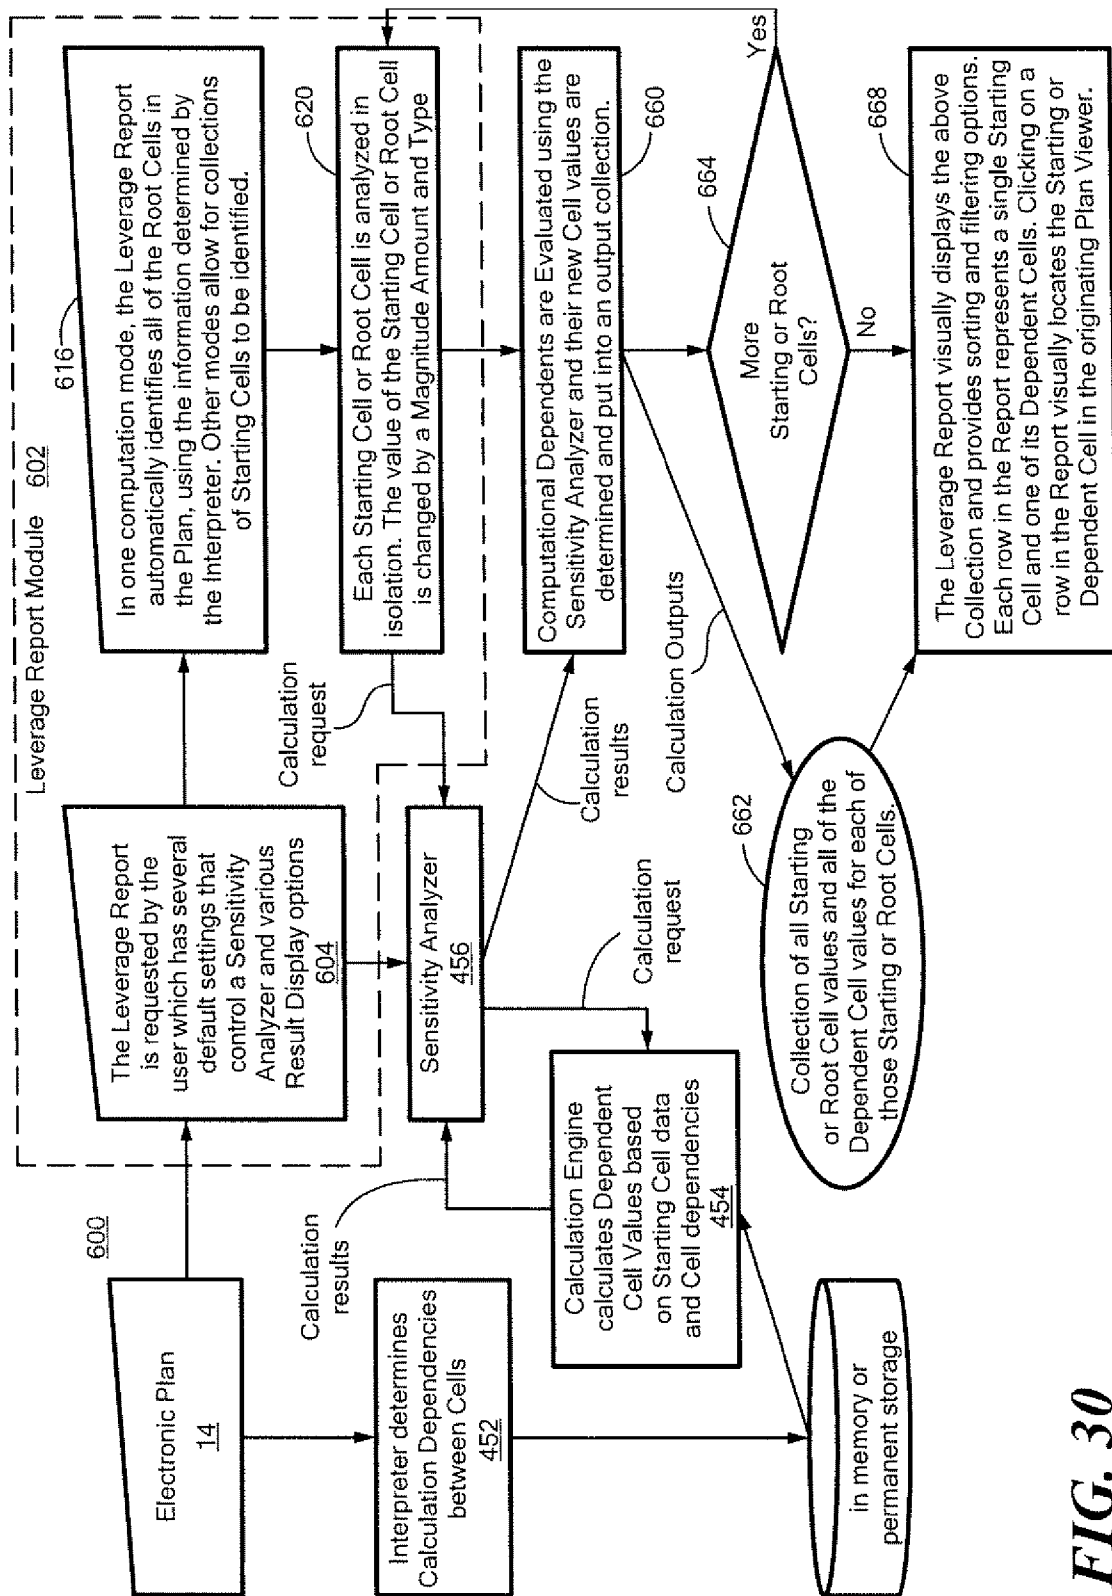 600
Electronic Plan
14
Interpreter determines
Calculation Dependencies
between Cells
452
in memory or
permanent storage
Leverage Report Module 602
The Leverage Report
is requested by the
user which has several
default settings that
control a Sensitivity
Analyzer and various
Result Display options
604
616
In one computation mode, the Leverage Report
automatically identifies all of the Root Cells in
the Plan, using the information determined by
the Interpreter. Other modes allow for collections
of Starting Cells to be identified.
620
Each Starting Cell or Root Cell is analyzed in
isolation. The value of the Starting Cell or Root Cell
is changed by a Magnitude Amount and Type
Calculation
request
Calculation
results
Sensitivity Analyzer
456
Calculation
results
Calculation
request
Calculation Engine
calculates Dependent
Cell Values based
on Starting Cell data
and Cell dependencies
454
660
Computational Dependents are Evaluated using the
Sensitivity Analyzer and their new Cell values are
determined and put into an output collection.
Calculation Outputs
662
Collection of all Starting
or Root Cell values and all of the
Dependent Cell values for each of
those Starting or Root Cells.
664
More
Starting or Root
Cells?
Yes
No
668
The Leverage Report visually displays the above
Collection and provides sorting and filtering options.
Each row in the Report represents a single Starting
Cell and one of its Dependent Cells. Clicking on a
row in the Report visually locates the Starting or
Dependent Cell in the originating Plan Viewer.
FIG. 30